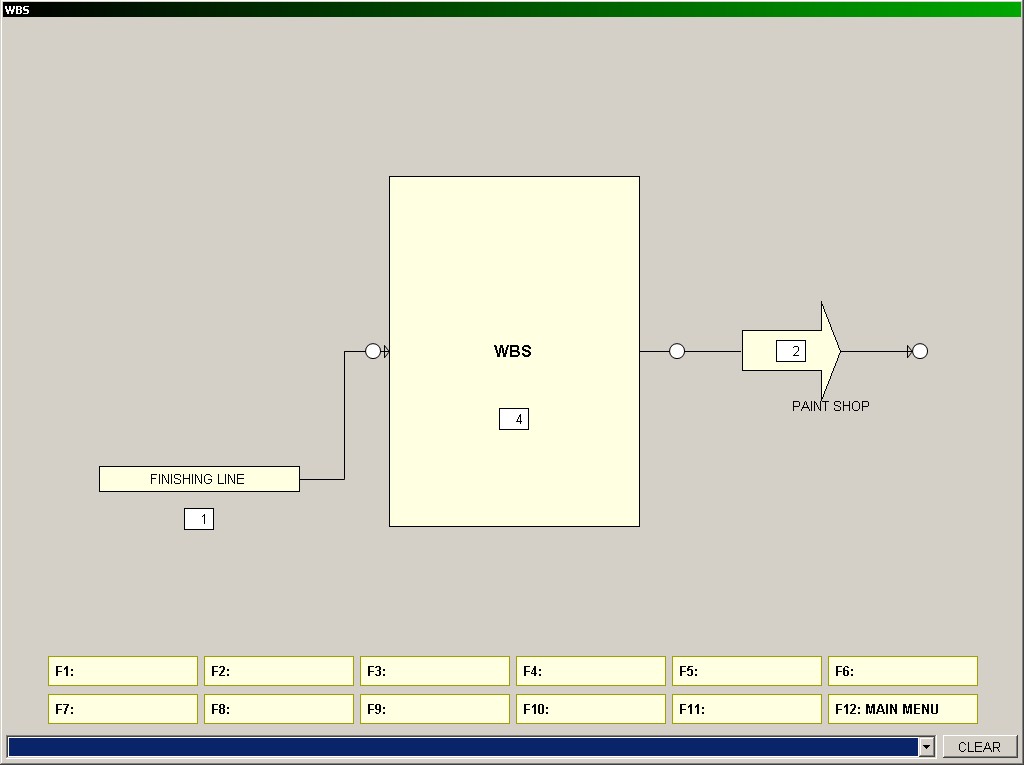 WBS
WBS
4
2
PAINT SHOP
FINISHING LINE
1
F1:
F2:
F3:
F4:
F5:
F6:
F7:
F8:
F9:
F10:
F11:
F12: MAIN MENU
CLEAR